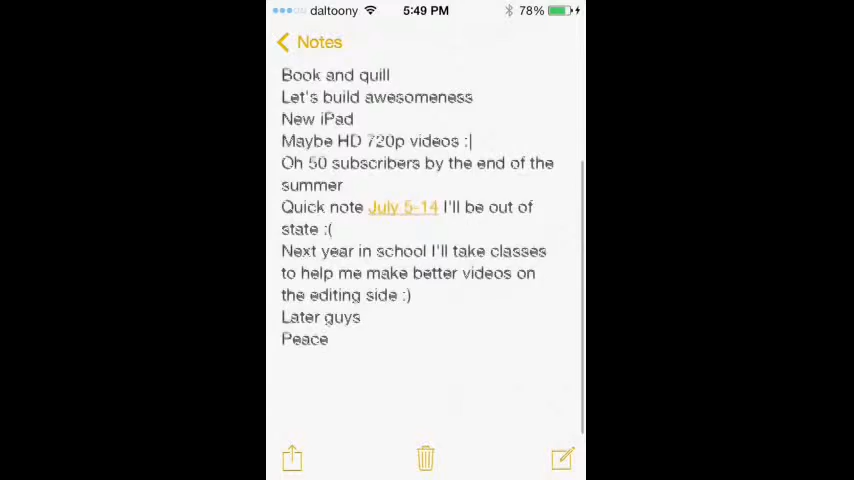 daltoony 5:49 PM 78%
Notes
Book and quill
Let's build awesomeness
New iPad
Maybe HD 720p videos :|
Oh 50 subscribers by the end of the
summer
Quick note July 5-14 I'll be out of
state :(
Next year in school I'll take classes
to help me make better videos on
the editing side :)
Later guys
Peace